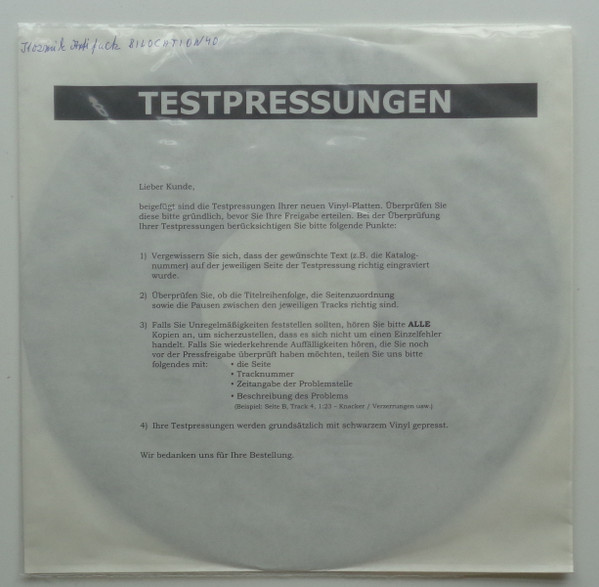 Kozmik Artifactz BILOCATION 40
TESTPRESSUNGEN
Lieber Kunde,
beigefügt sind die Testpressungen Ihrer neuen Vinyl-Platten. Überprüfen Sie
diese bitte gründlich, bevor Sie Ihre Freigabe erteilen. Bei der Überprüfung
Ihrer Testpressungen berücksichtigen Sie bitte folgende Punkte:
1) Vergewissern Sie sich, dass der gewünschte Text (z.B. die Katalog-
nummer) auf der jeweiligen Seite der Testpressung richtig eingraviert
wurde.
2) Überprüfen Sie, ob die Titelreihenfolge, die Seitenzuordnung
sowie die Pausen zwischen den jeweiligen Tracks richtig sind.
3) Falls Sie Unregelmäßigkeiten feststellen sollten, hören Sie bitte ALLE
Kopien an, um sicherzustellen, dass es sich nicht um einen Einzelfehler
handelt. Falls Sie wiederkehrende Auffälligkeiten hören, die Sie noch
vor der Pressfreigabe überprüft haben möchten, teilen Sie uns bitte
folgendes mit: • die Seite
• Tracknummer
• Zeitangabe der Problemstelle
• Beschreibung des Problems
(Beispiel: Seite B, Track 4, 1:23 - Knackser / Verzerrungen usw.)
4) Ihre Testpressungen werden grundsätzlich mit schwarzem Vinyl gepresst.
Wir bedanken uns für Ihre Bestellung.